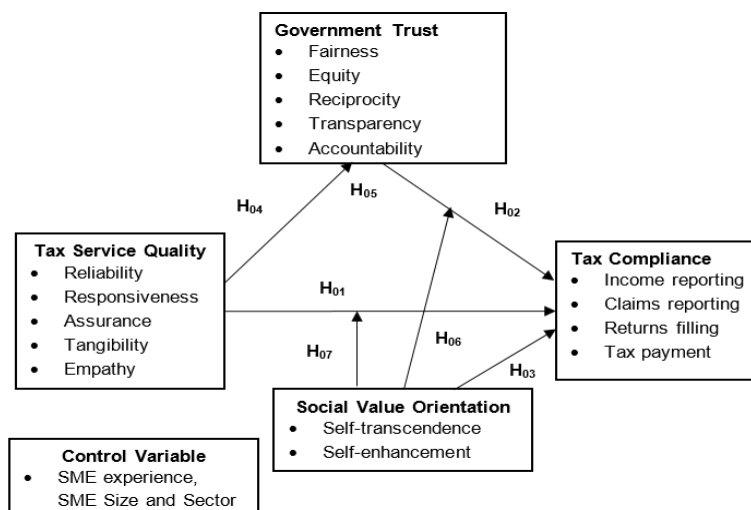 Government Trust
• Fairness
• Equity
• Reciprocity
• Transparency
• Accountability
H04
H05
H02
Tax Service Quality
• Reliability
• Responsiveness
• Assurance
• Tangibility
• Empathy
H01
Tax Compliance
• Income reporting
• Claims reporting
• Returns filling
• Tax payment
H07
H06
H03
Social Value Orientation
• Self-transcendence
• Self-enhancement
Control Variable
• SME experience,
SME Size and Sector